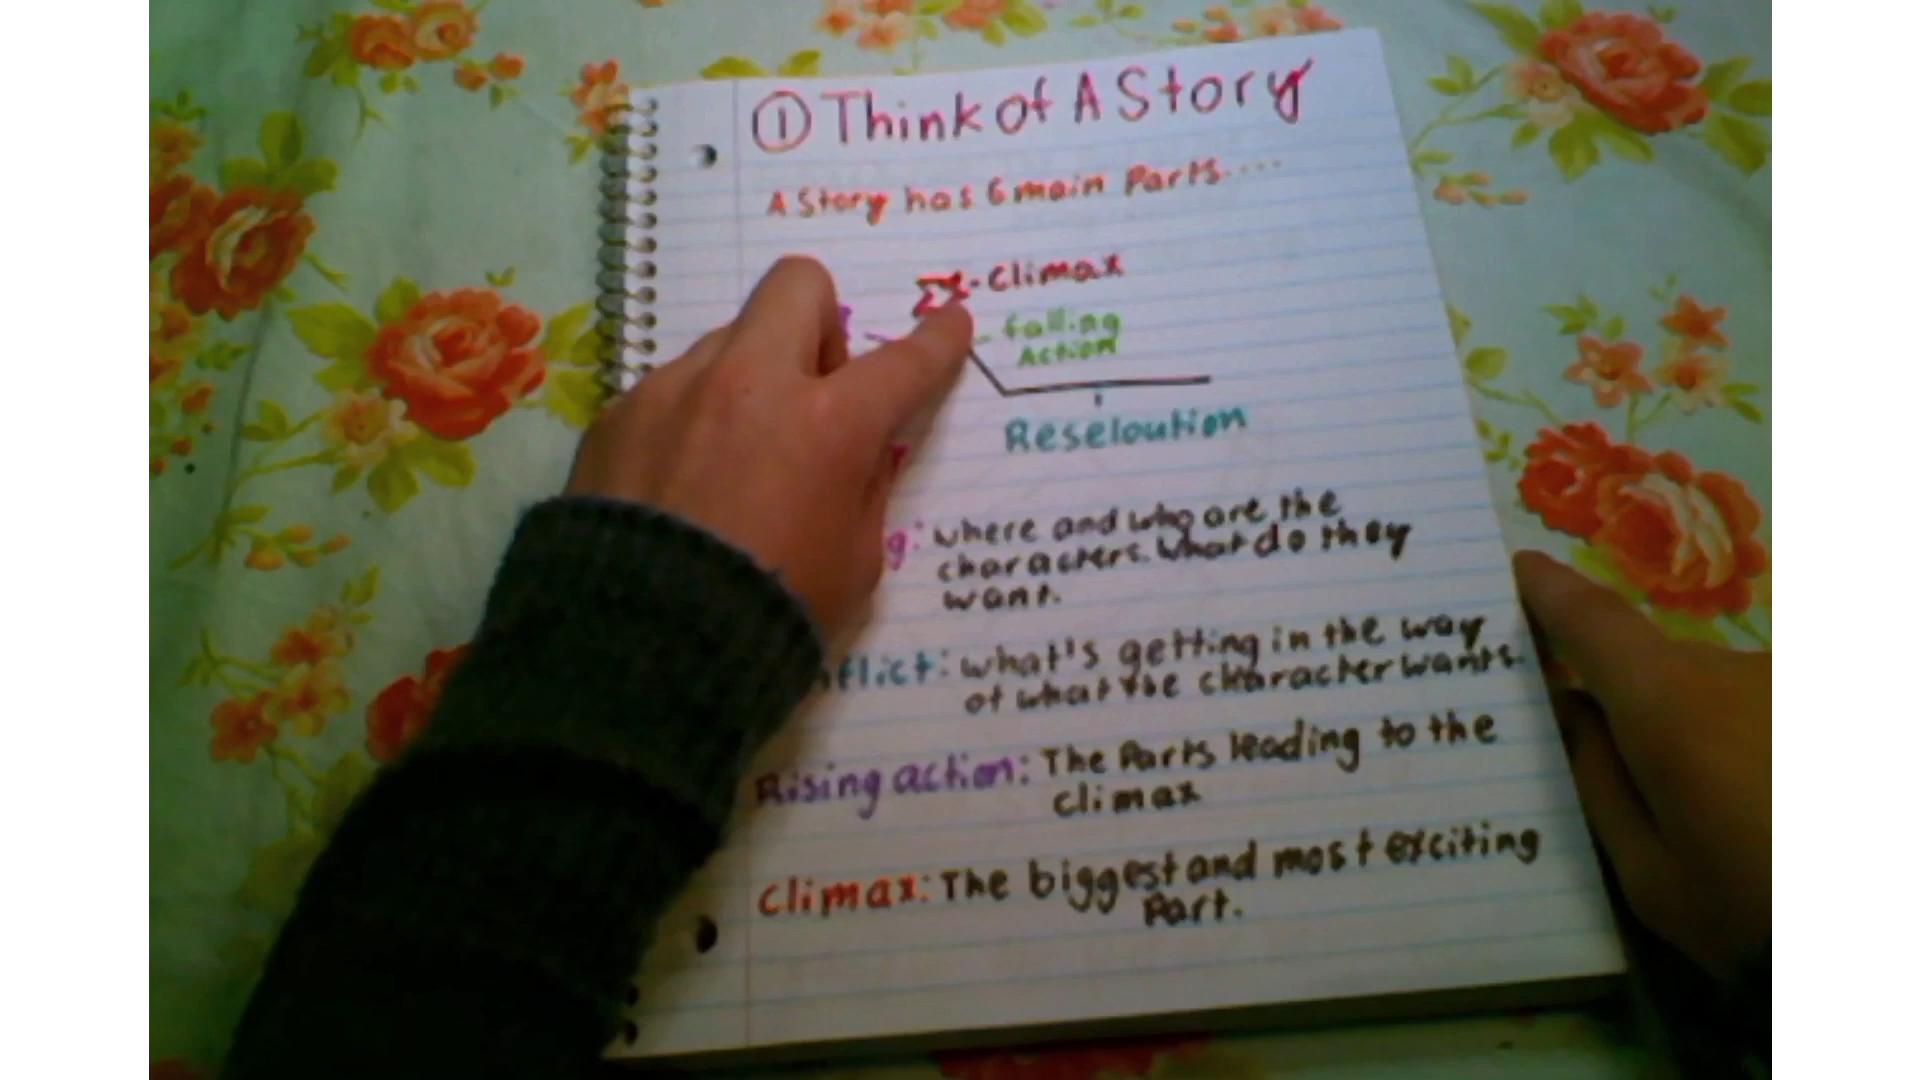 ① Think of A Story
A Story has 6 main Parts....
- Climax
falling
Action
Reseloution
g: where and who are the
characters. What do they
want.
nflict: what's getting in the way
of what the character wants.
Rising action: The Parts leading to the
climax
Climax: The biggest and most exciting
Part.